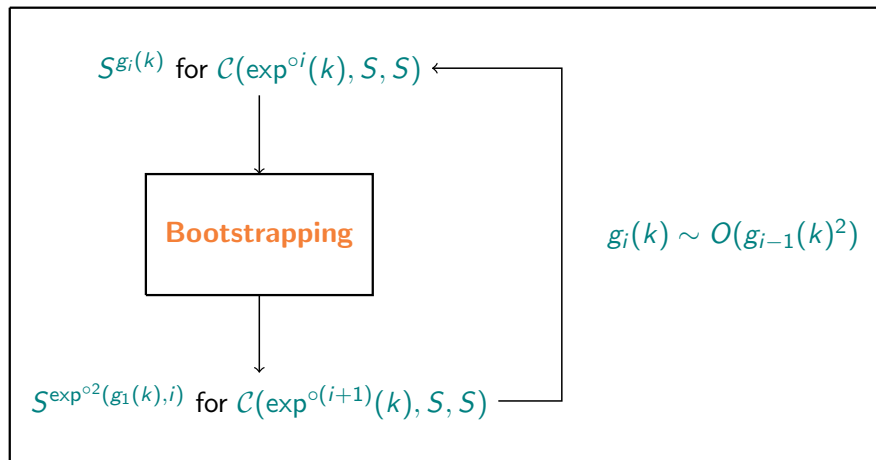 S^{g_i(k)} for 𝒞(exp^{∘i}(k), S, S)
Bootstrapping
g_i(k) ∼ O(g_{i−1}(k)^2)
S^{exp^{∘2}(g_1(k),i)} for 𝒞(exp^{∘(i+1)}(k), S, S)